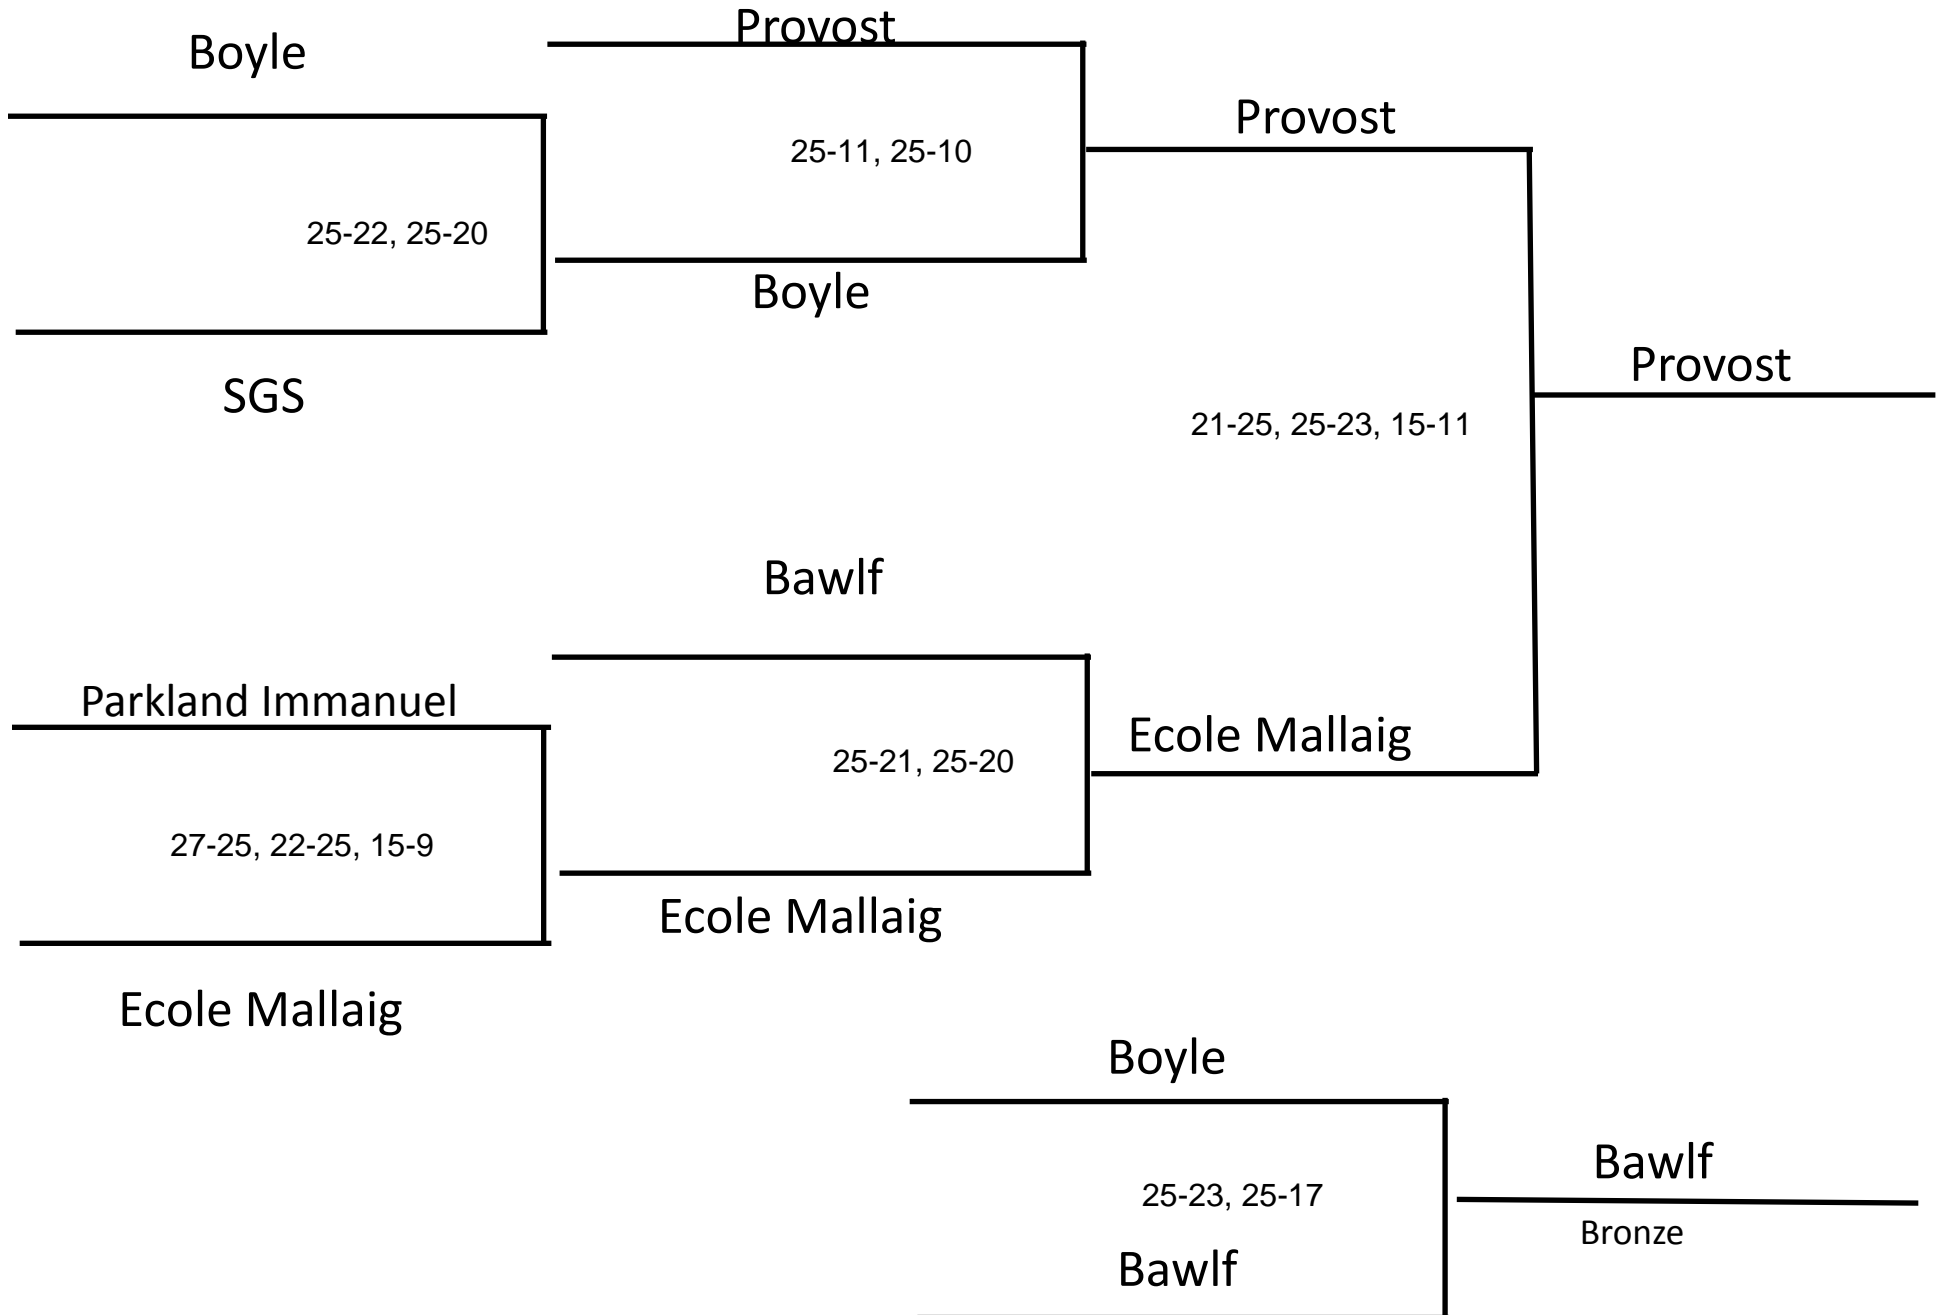 Boyle
25-22, 25-20
SGS
Provost
25-11, 25-10
Boyle
Provost
21-25, 25-23, 15-11
Provost
Bawlf
Parkland Immanuel
25-21, 25-20
Ecole Mallaig
27-25, 22-25, 15-9
Ecole Mallaig
Ecole Mallaig
Boyle
25-23, 25-17
Bawlf
Bawlf
Bronze